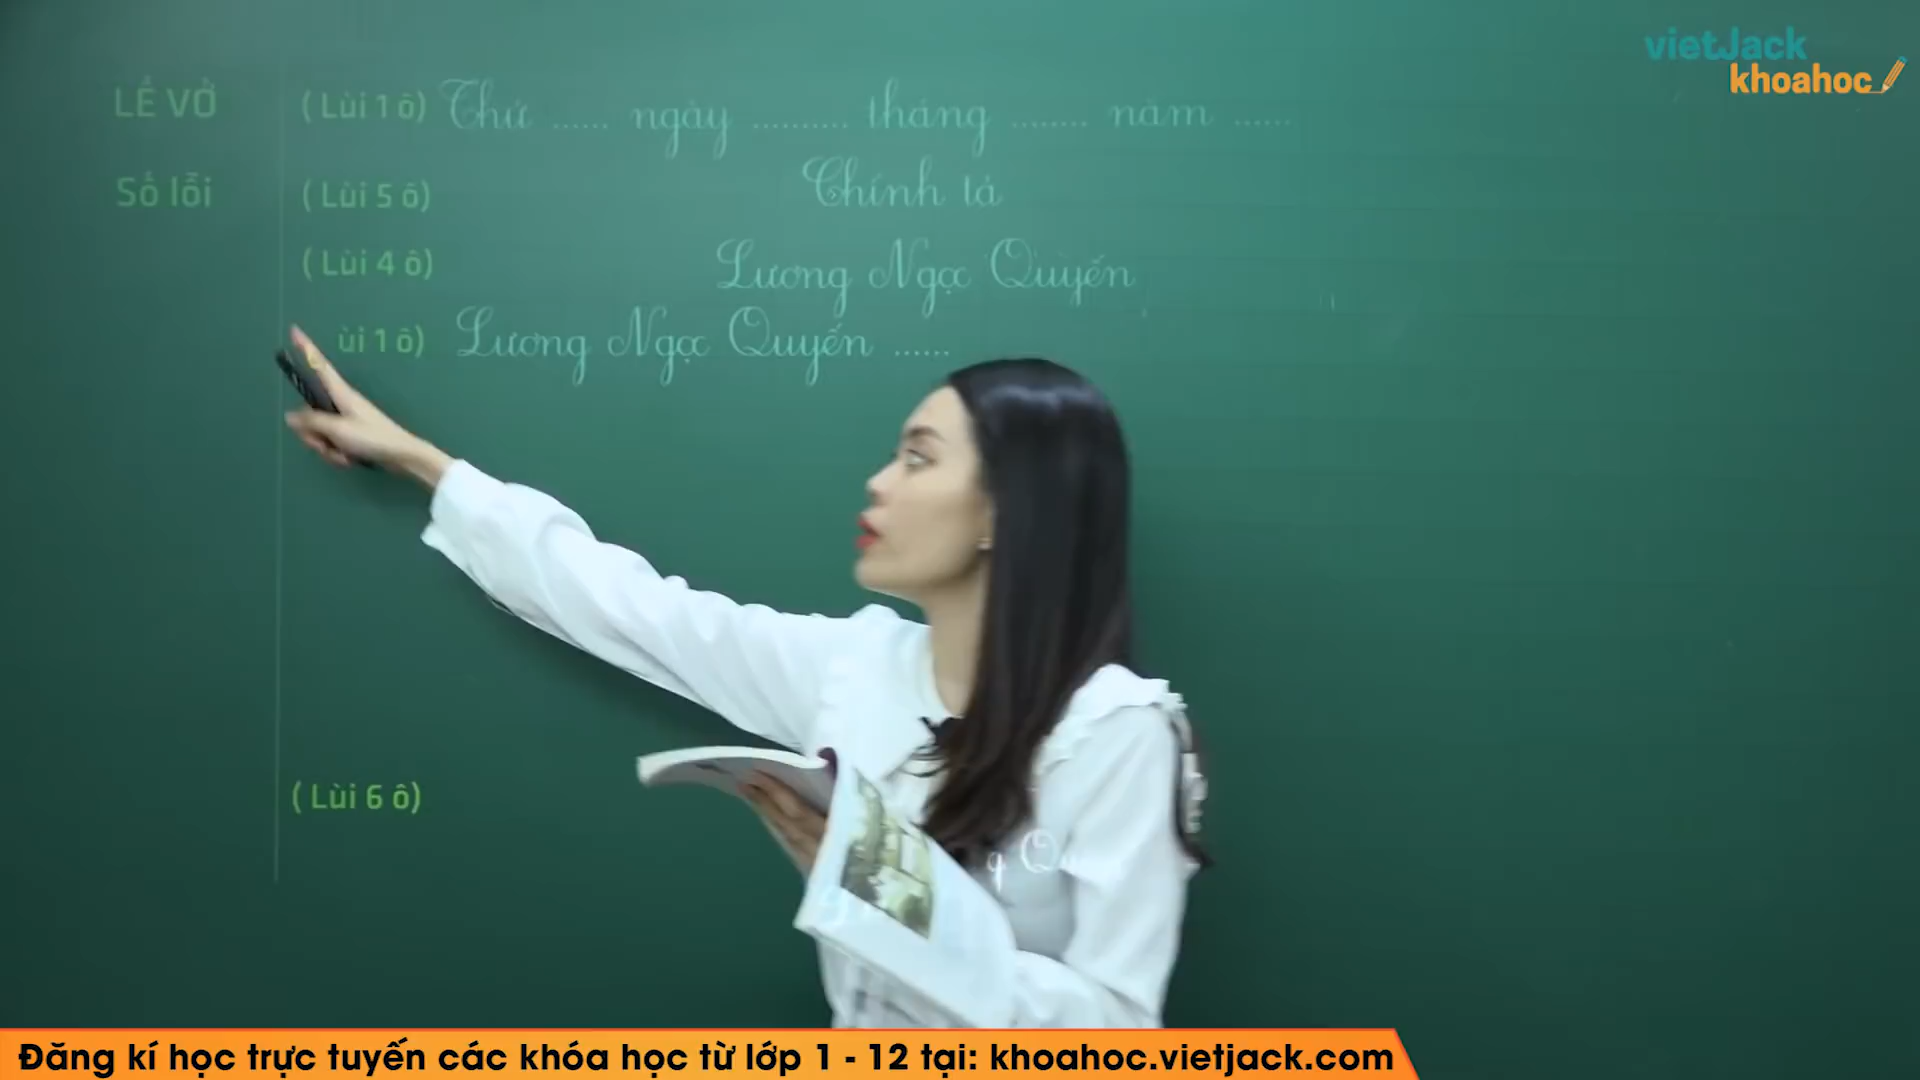 vietJack
khoahoc
LỀ VỞ
( Lùi 1 ô) Thứ ...... ngày .......... tháng ........ năm ......
Số lỗi
( Lùi 5 ô) Chính tả
( Lùi 4 ô) Lương Ngọc Quyến
ùi 1 ô) Lương Ngọc Quyến ......
( Lùi 6 ô)
g Qu
Đăng kí học trực tuyến các khóa học từ lớp 1 - 12 tại: khoahoc.vietjack.com